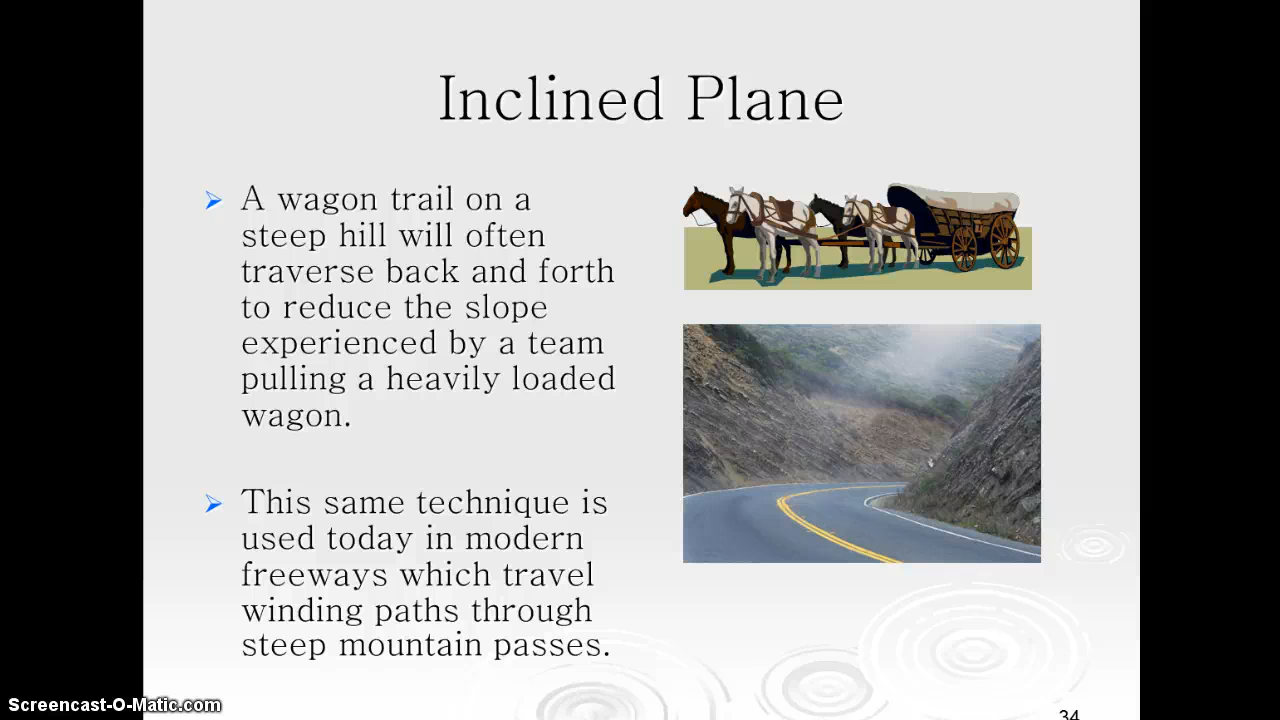 Inclined Plane
A wagon trail on a
steep hill will often
traverse back and forth
to reduce the slope
experienced by a team
pulling a heavily loaded
wagon.
This same technique is
used today in modern
freeways which travel
winding paths through
steep mountain passes.
Screencast-O-Matic.com
34